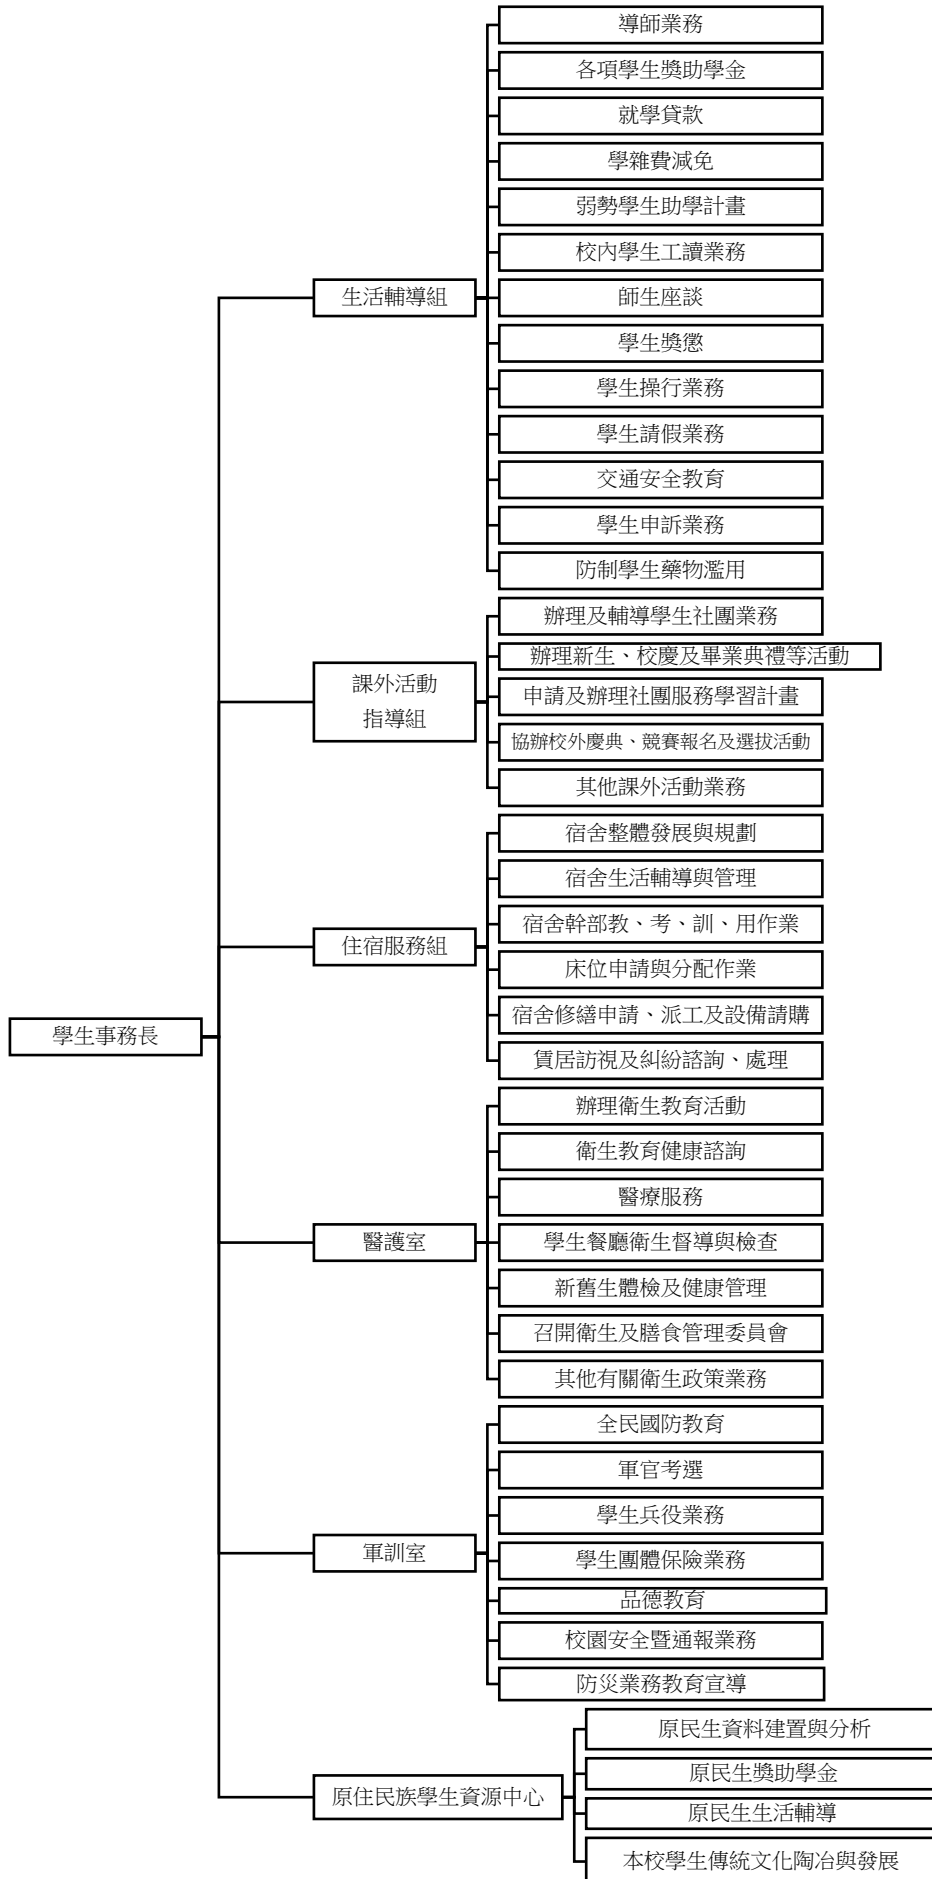 學生事務長
生活輔導組
導師業務
各項學生獎助學金
就學貸款
學雜費減免
弱勢學生助學計畫
校內學生工讀業務
師生座談
學生獎懲
學生操行業務
學生請假業務
交通安全教育
學生申訴業務
防制學生藥物濫用
課外活動
指導組
辦理及輔導學生社團業務
辦理新生、校慶及畢業典禮等活動
申請及辦理社團服務學習計畫
協辦校外慶典、競賽報名及選拔活動
其他課外活動業務
住宿服務組
宿舍整體發展與規劃
宿舍生活輔導與管理
宿舍幹部教、考、訓、用作業
床位申請與分配作業
宿舍修繕申請、派工及設備請購
賃居訪視及糾紛諮詢、處理
醫護室
辦理衛生教育活動
衛生教育健康諮詢
醫療服務
學生餐廳衛生督導與檢查
新舊生體檢及健康管理
召開衛生及膳食管理委員會
其他有關衛生政策業務
軍訓室
全民國防教育
軍官考選
學生兵役業務
學生團體保險業務
品德教育
校園安全暨通報業務
防災業務教育宣導
原住民族學生資源中心
原民生資料建置與分析
原民生獎助學金
原民生生活輔導
本校學生傳統文化陶冶與發展